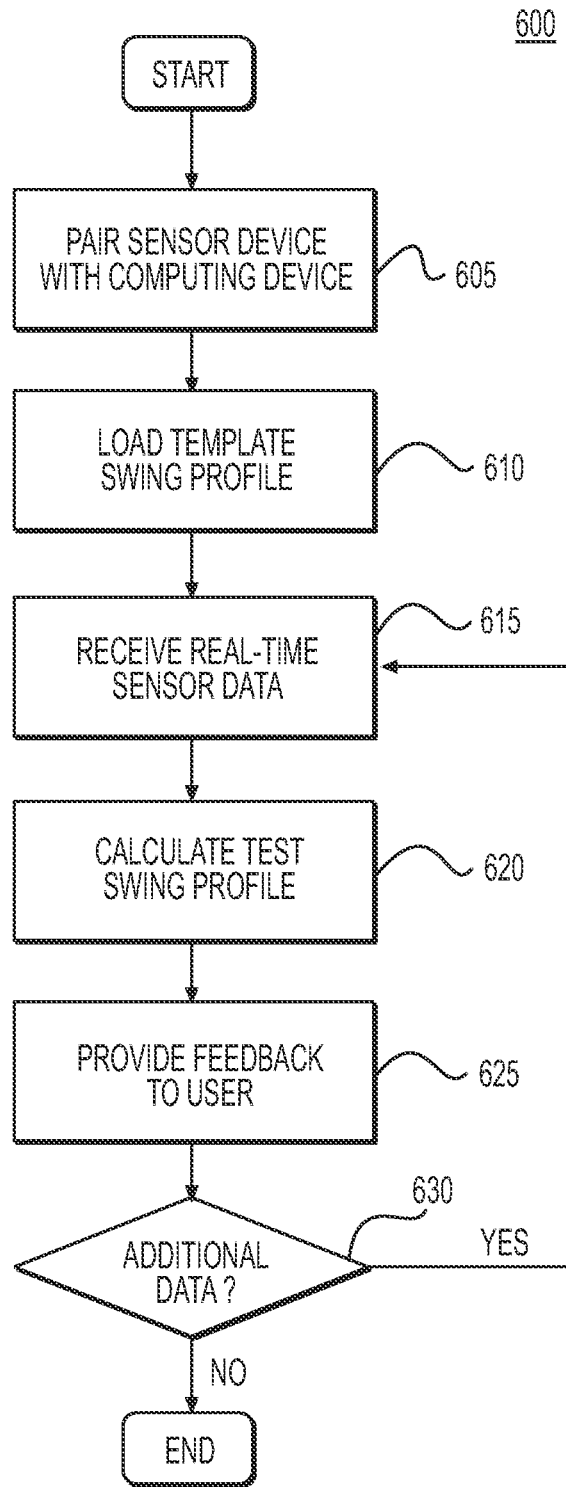 600
START
PAIR SENSOR DEVICE
WITH COMPUTING DEVICE
605
LOAD TEMPLATE
SWING PROFILE
610
RECEIVE REAL-TIME
SENSOR DATA
615
CALCULATE TEST
SWING PROFILE
620
PROVIDE FEEDBACK
TO USER
625
630
ADDITIONAL
DATA ?
YES
NO
END